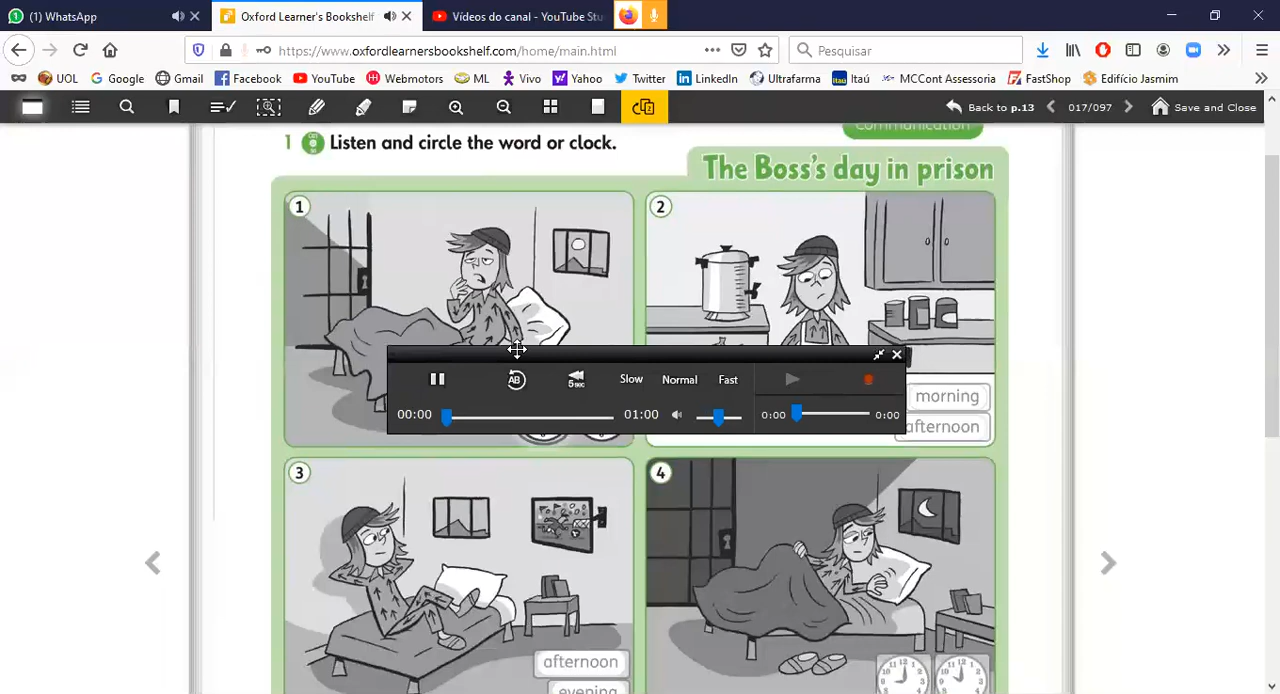 (1) WhatsApp
Oxford Learner's Bookshelf
Vídeos do canal - YouTube Stu
https://www.oxfordlearnersbookshelf.com/home/main.html
Pesquisar
UOL Google Gmail Facebook YouTube Webmotors ML Vivo Yahoo Twitter LinkedIn Ultrafarma Itaú MCCont Assessoria FastShop Edifício Jasmim
Back to p.13 017/097 Save and Close
communication
1 Listen and circle the word or clock.
The Boss's day in prison
1
2
AB 5 sec Slow Normal Fast
00:00 01:00 0:00 0:00
morning
afternoon
3
4
afternoon
evening